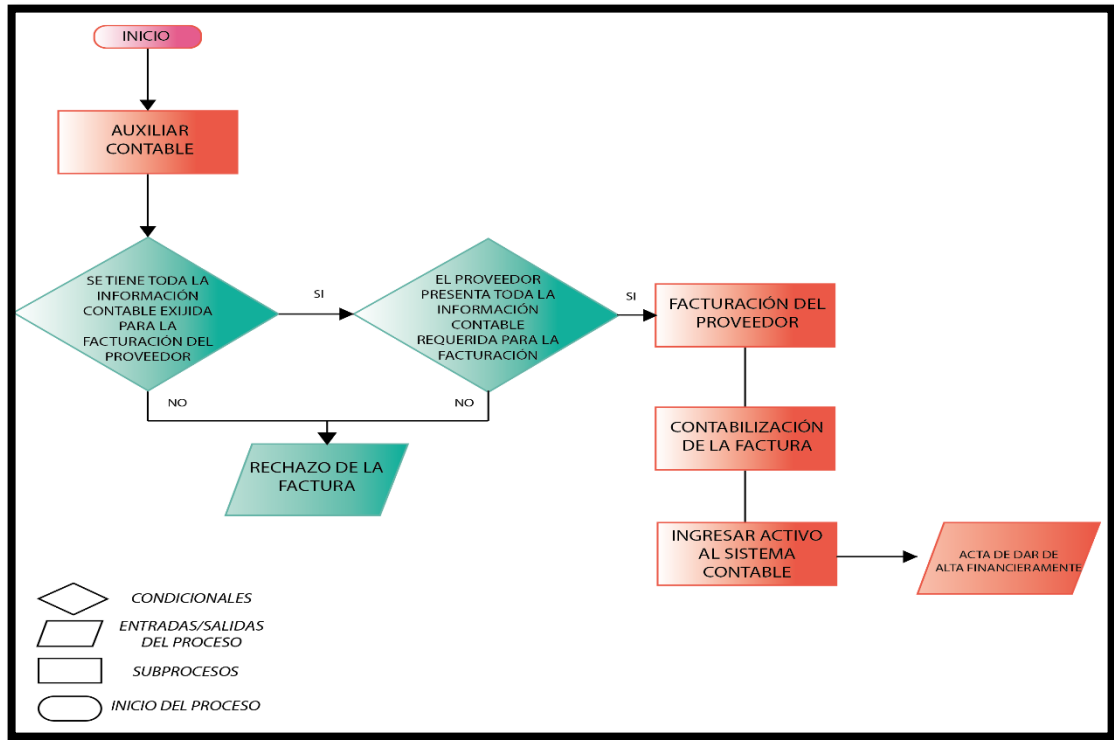 INICIO
AUXILIAR
CONTABLE
SE TIENE TODA LA
INFORMACIÓN
CONTABLE EXIJIDA
PARA LA
FACTURACIÓN DEL
PROVEEDOR
SI
EL PROVEEDOR
PRESENTA TODA LA
INFORMACIÓN
CONTABLE
REQUERIDA PARA LA
FACTURACIÓN
SI
FACTURACIÓN DEL
PROVEEDOR
NO
NO
RECHAZO DE LA
FACTURA
CONTABILIZACIÓN
DE LA FACTURA
INGRESAR ACTIVO
AL SISTEMA
CONTABLE
ACTA DE DAR DE
ALTA FINANCIERAMENTE
CONDICIONALES
ENTRADAS/SALIDAS
DEL PROCESO
SUBPROCESOS
INICIO DEL PROCESO